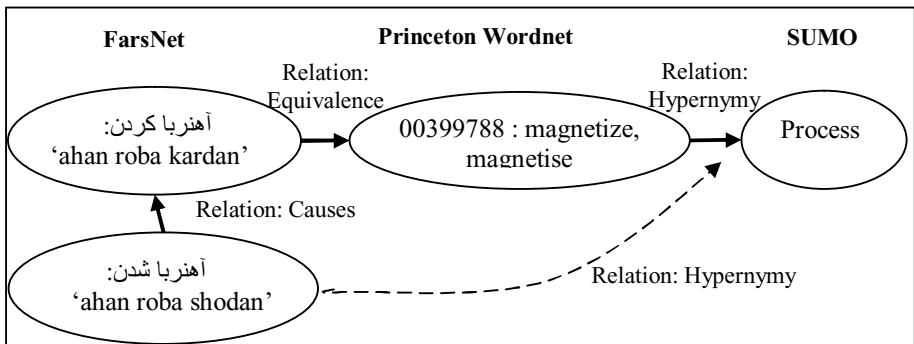 FarsNet Princeton Wordnet SUMO
Relation:
Equivalence
Relation:
Hypernymy
آهنربا کردن:
‘ahan roba kardan’
00399788 : magnetize,
magnetise
Process
Relation: Causes
آهنربا شدن:
‘ahan roba shodan’
Relation: Hypernymy